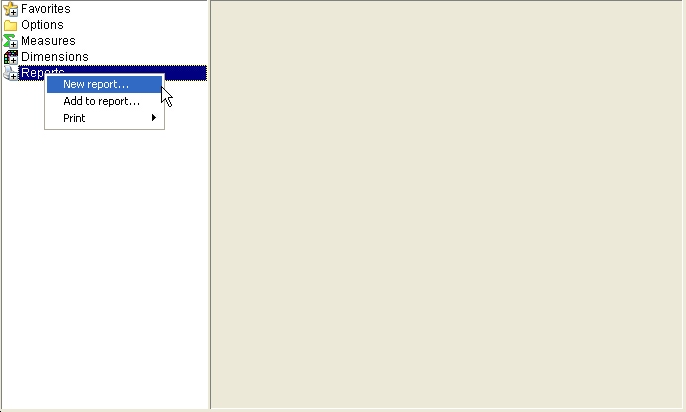 Favorites
Options
Measures
Dimensions
Reports
New report...
Add to report...
Print